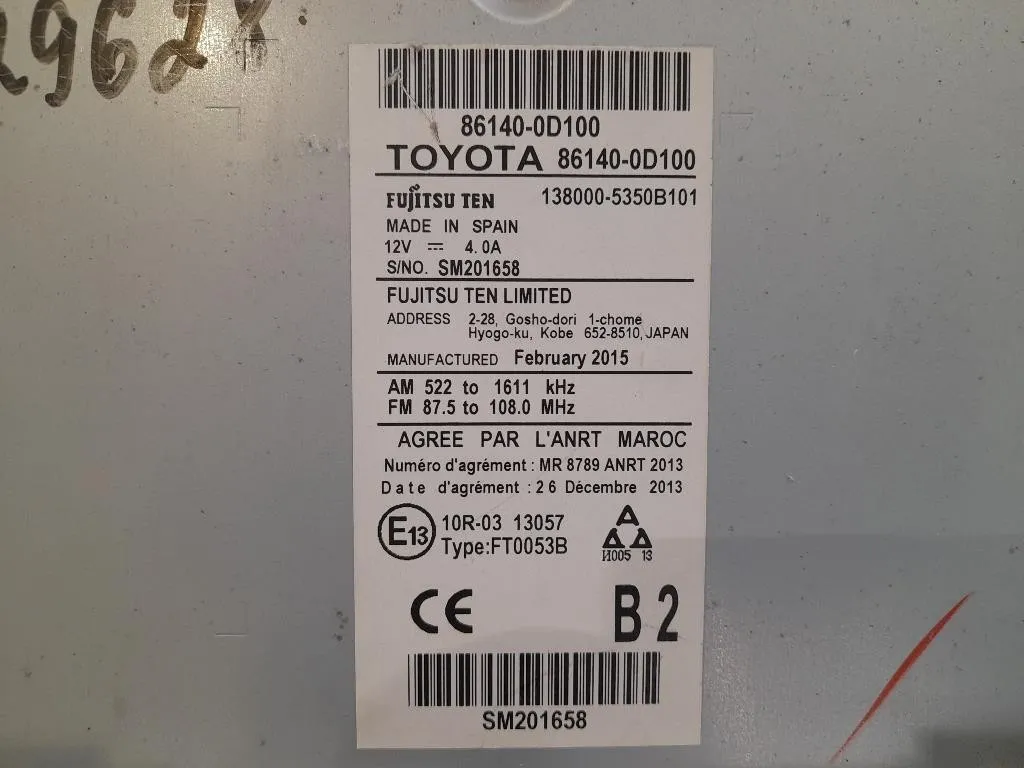 29628
86140-0D100
TOYOTA 86140-0D100
FUJITSU TEN 138000-5350B101
MADE IN SPAIN
12V ⎓ 4.0A
S/NO. SM201658
FUJITSU TEN LIMITED
ADDRESS 2-28, Gosho-dori 1-chome
Hyogo-ku, Kobe 652-8510, JAPAN
MANUFACTURED February 2015
AM 522 to 1611 kHz
FM 87.5 to 108.0 MHz
AGREE PAR L'ANRT MAROC
Numéro d'agrément : MR 8789 ANRT 2013
Date d'agrément : 26 Décembre 2013
E13 10R-03 13057
Type:FT0053B
И005 13
CE B2
SM201658